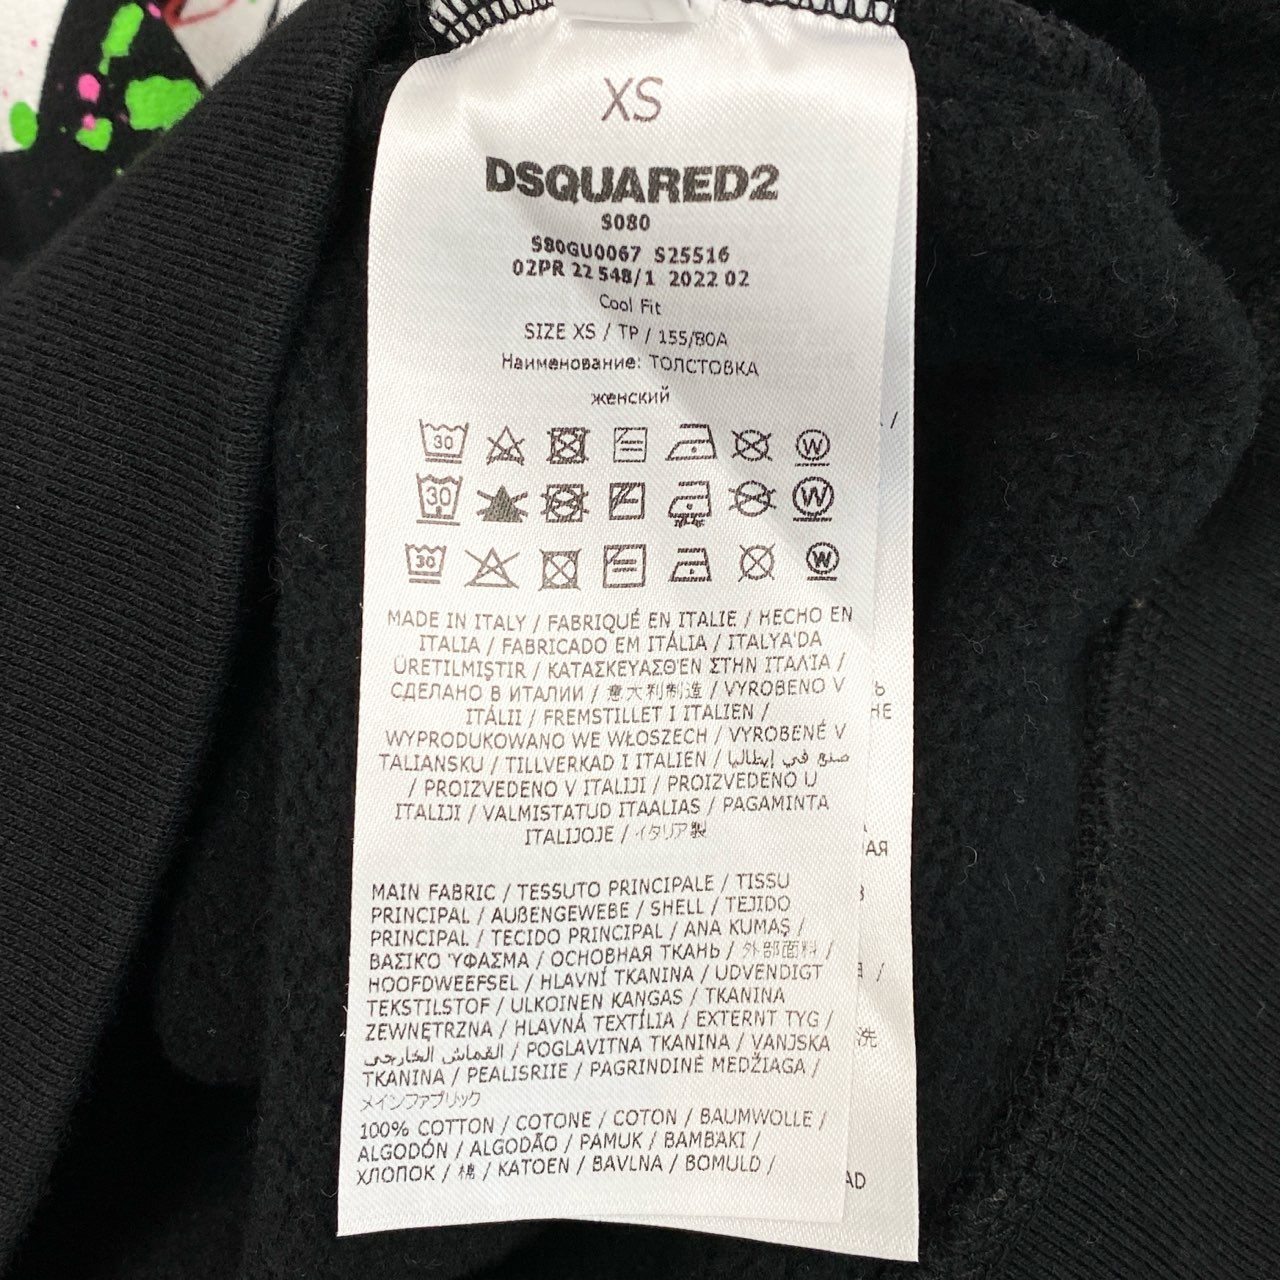 XS
DSQUARED2
S080
S80GU0067 S25516
02PR 22 548/1 2022 02
Cool Fit
SIZE XS / TP / 155/80A
Наименование: ТОЛСТОВКА
женский
30 W
30 W
30 W
MADE IN ITALY / FABRIQUÉ EN ITALIE / HECHO EN
ITALIA / FABRICADO EM ITÁLIA / ITALYA'DA
ÜRETILMIŞTIR / ΚΑΤΑΣΚΕΥΑΣΘ'ΕΝ ΣΤΗΝ ΙΤΑΛ'ΙΑ /
СДЕЛАНО В ИТАЛИИ / 意大利制造 / VYROBENO V
ITÁLII / FREMSTILLET I ITALIEN /
WYPRODUKOWANO WE WŁOSZECH / VYROBENÉ V
TALIANSKU / TILLVERKAD I ITALIEN / صنع في إيطاليا
/ PROIZVEDENO V ITALIJI / PROIZVEDENO U
ITALIJI / VALMISTATUD ITAALIAS / PAGAMINTA
ITALIJOJE / イタリア製
MAIN FABRIC / TESSUTO PRINCIPALE / TISSU
PRINCIPAL / AUßENGEWEBE / SHELL / TEJIDO
PRINCIPAL / TECIDO PRINCIPAL / ANA KUMAŞ /
ΒΑΣΙΚΟ 'ΥΦΑΣΜΑ / ОСНОВНАЯ ТКАНЬ / 外部面料 /
HOOFDWEEFSEL / HLAVNÍ TKANINA / UDVENDIGT
TEKSTILSTOF / ULKOINEN KANGAS / TKANINA
ZEWNĘTRZNA / HLAVNÁ TEXTÍLIA / EXTERNT TYG /
القماش الخارجي / POGLAVITNA TKANINA / VANJSKA
TKANINA / PEALISRIIE / PAGRINDINĖ MEDŽIAGA /
メインファブリック
100% COTTON / COTONE / COTON / BAUMWOLLE /
ALGODÓN / ALGODÃO / PAMUK / BAMBAKI /
ХЛОПОК / 棉 / KATOEN / BAVLNA / BOMULD /